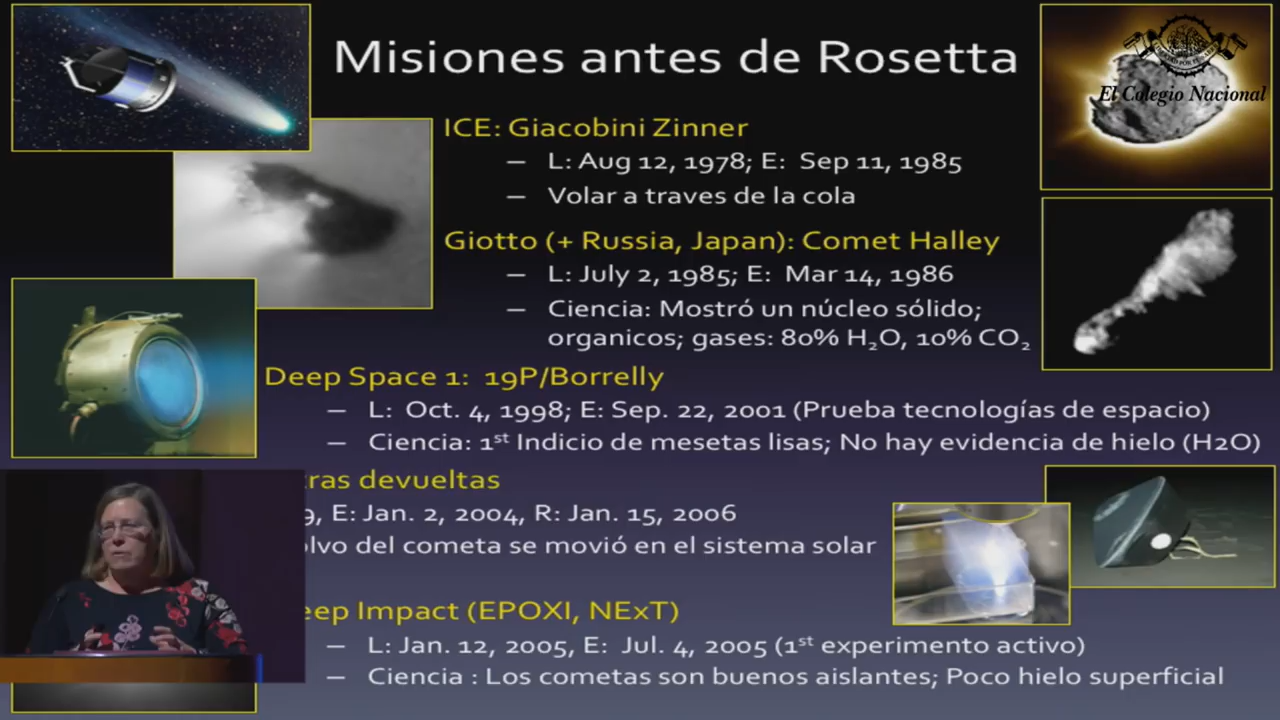 Misiones antes de Rosetta
El Colegio Nacional
ICE: Giacobini Zinner
– L: Aug 12, 1978; E: Sep 11, 1985
– Volar a traves de la cola
Giotto (+ Russia, Japan): Comet Halley
– L: July 2, 1985; E: Mar 14, 1986
– Ciencia: Mostró un núcleo sólido;
organicos; gases: 80% H₂O, 10% CO₂
Deep Space 1: 19P/Borrelly
– L: Oct. 4, 1998; E: Sep. 22, 2001 (Prueba tecnologías de espacio)
– Ciencia: 1st Indicio de mesetas lisas; No hay evidencia de hielo (H2O)
tras devueltas
9, E: Jan. 2, 2004, R: Jan. 15, 2006
olvo del cometa se movió en el sistema solar
eep Impact (EPOXI, NExT)
– L: Jan. 12, 2005, E: Jul. 4, 2005 (1st experimento activo)
– Ciencia : Los cometas son buenos aislantes; Poco hielo superficial